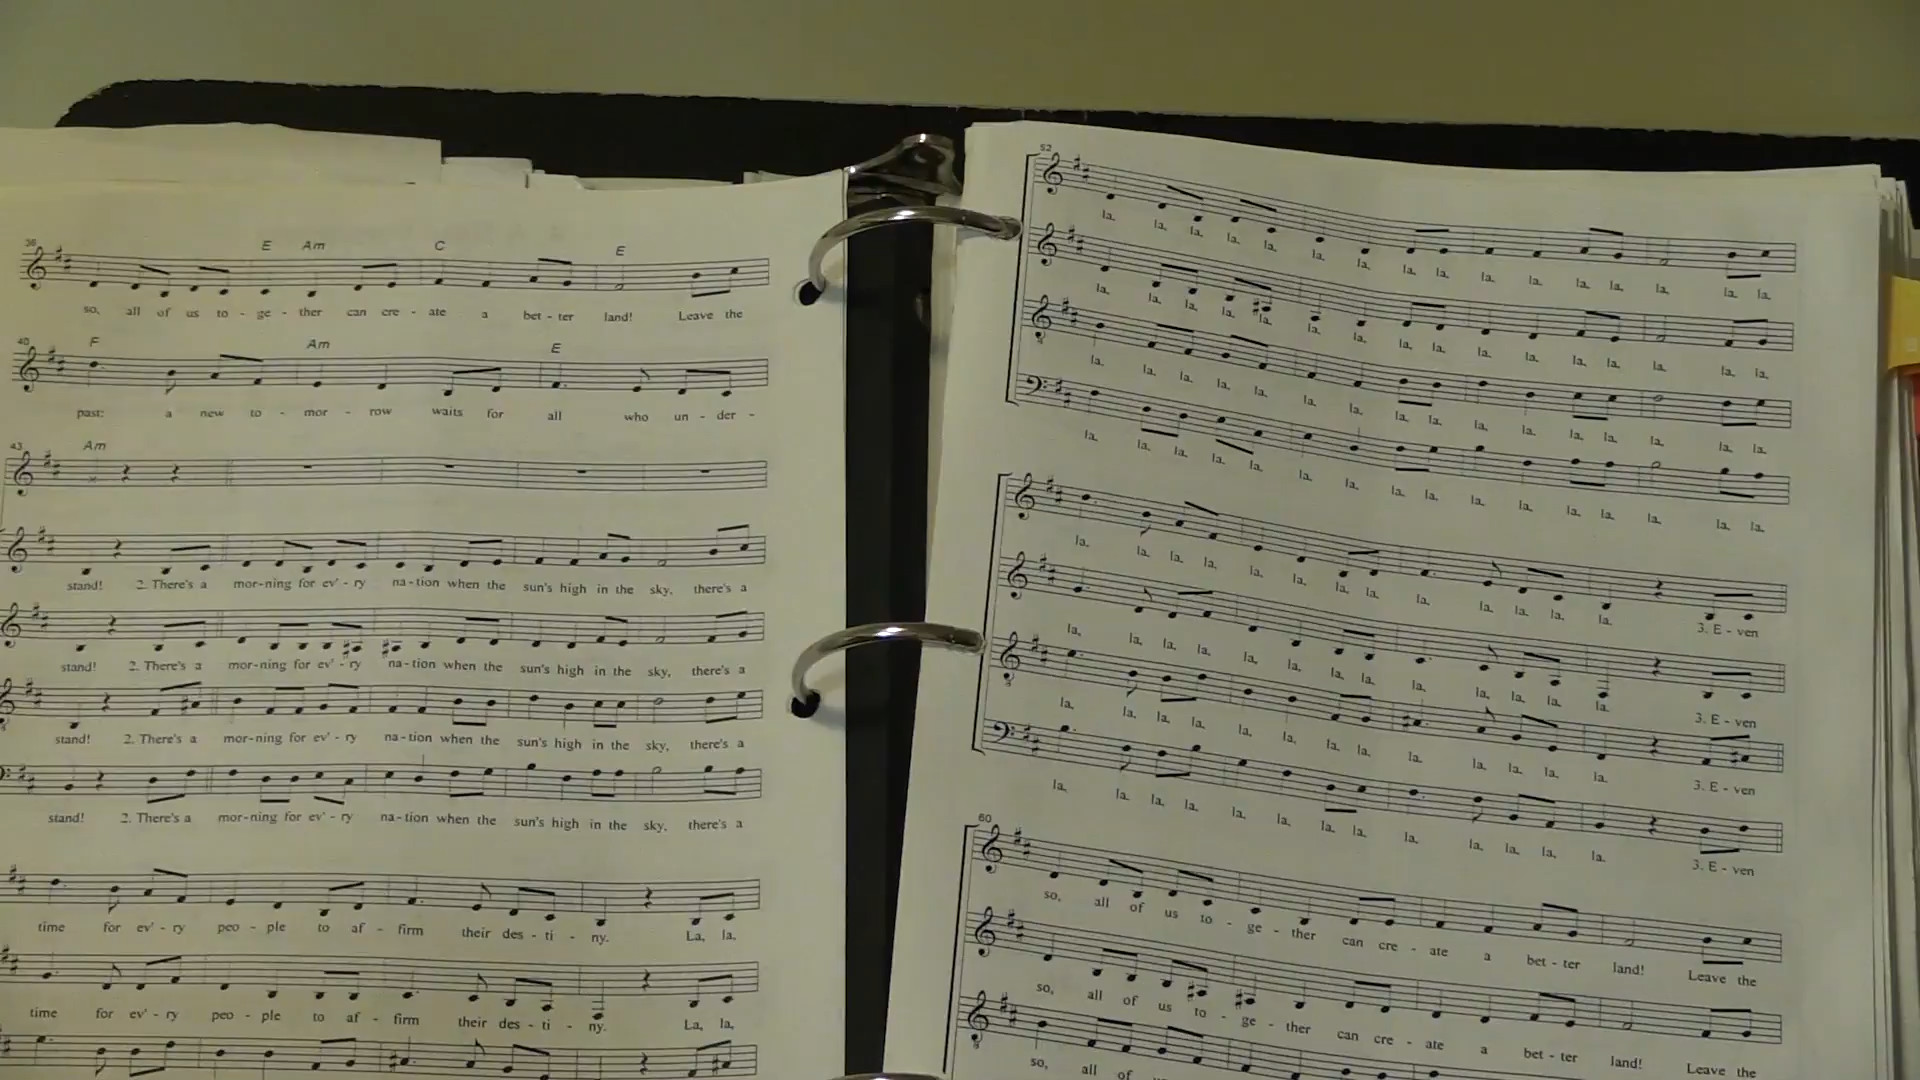 36
E Am C E
so, all of us to - ge - ther can cre - ate a bet - ter land! Leave the
40
F Am E
past: a new to - mor - row waits for all who un - der -
43
Am
stand! 2. There's a mor-ning for ev' - ry na-tion when the sun's high in the sky, there's a
stand! 2. There's a mor-ning for ev' - ry na-tion when the sun's high in the sky, there's a
stand! 2. There's a mor-ning for ev' - ry na-tion when the sun's high in the sky, there's a
stand! 2. There's a mor-ning for ev' - ry na-tion when the sun's high in the sky, there's a
time for ev' - ry peo - ple to af - firm their des - ti - ny. La, la,
time for ev' - ry peo - ple to af - firm their des - ti - ny. La, la,
52
la, la, la, la, la, la, la, la, la, la, la, la, la, la, la, la,
la, la, la, la, la, la, la, la, la, la, la, la, la, la, la, la,
la, la, la, la, la, la, la, la, la, la, la, la, la, la, la, la,
la, la, la, la, la, la, la, la, la, la, la, la, la, la, la, la,
la, la, la, la, la, la, la, la, la, la, la, la, la. 3. E - ven
la, la, la, la, la, la, la, la, la, la, la, la, la. 3. E - ven
la, la, la, la, la, la, la, la, la, la, la, la, la. 3. E - ven
la, la, la, la, la, la, la, la, la, la, la, la, la. 3. E - ven
60
so, all of us to - ge - ther can cre - ate a bet - ter land! Leave the
so, all of us to - ge - ther can cre - ate a bet - ter land! Leave the
so, all of
Leave the